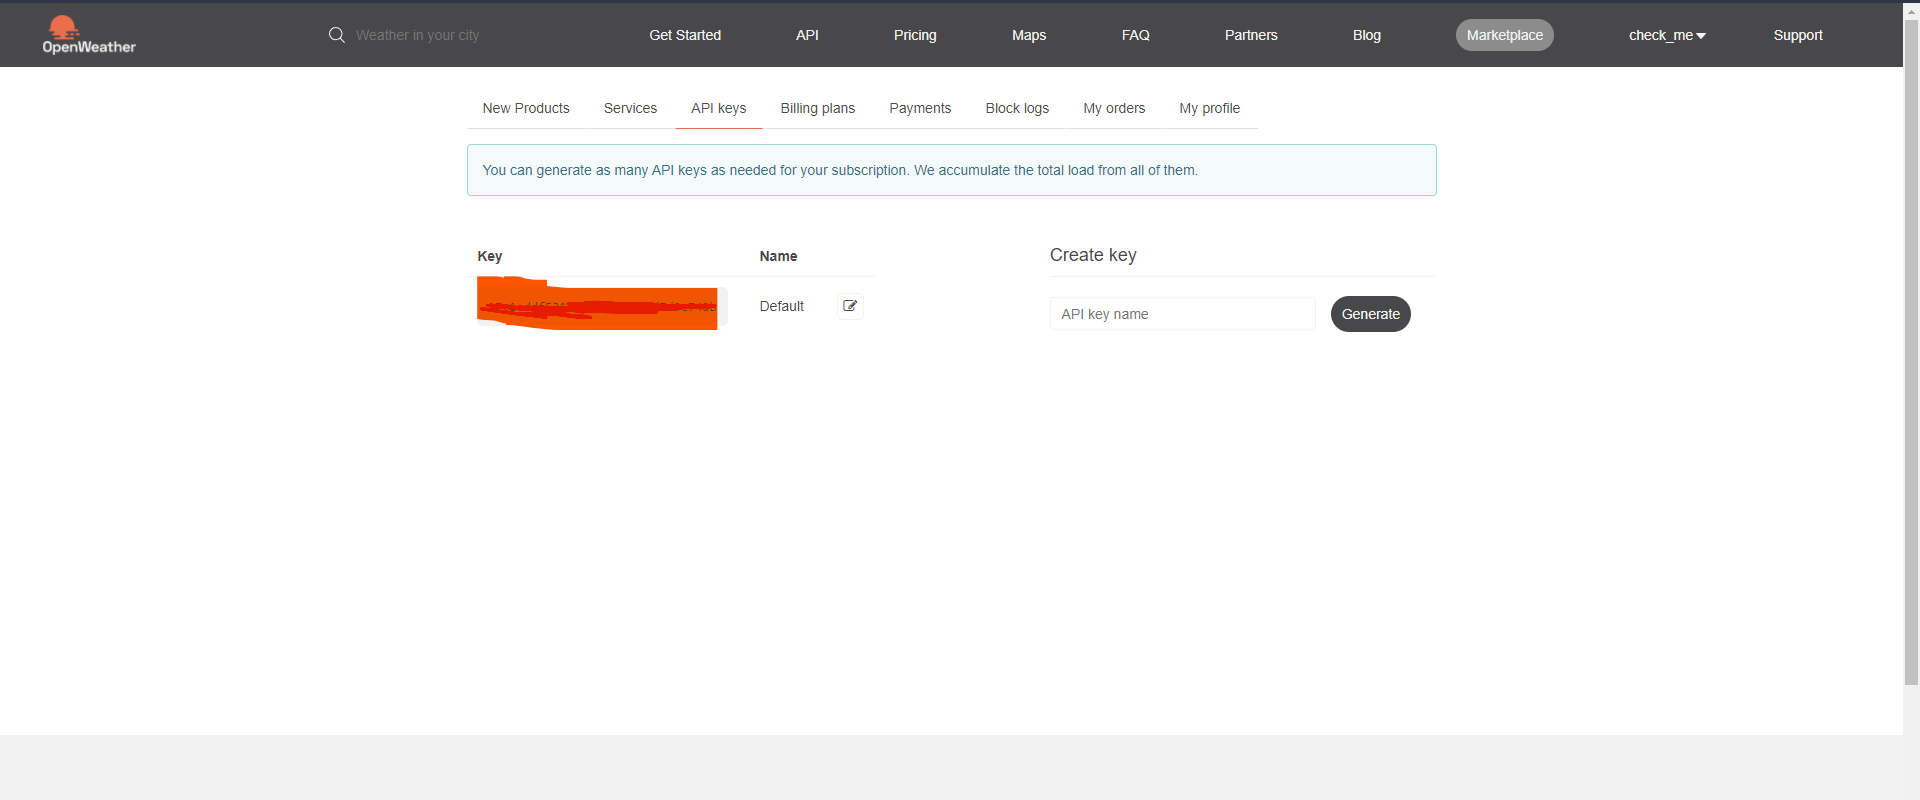 OpenWeather
Weather in your city
Get Started
API
Pricing
Maps
FAQ
Partners
Blog
Marketplace
check_me
Support
New Products
Services
API keys
Billing plans
Payments
Block logs
My orders
My profile
You can generate as many API keys as needed for your subscription. We accumulate the total load from all of them.
Key
Name
Create key
Default
API key name
Generate